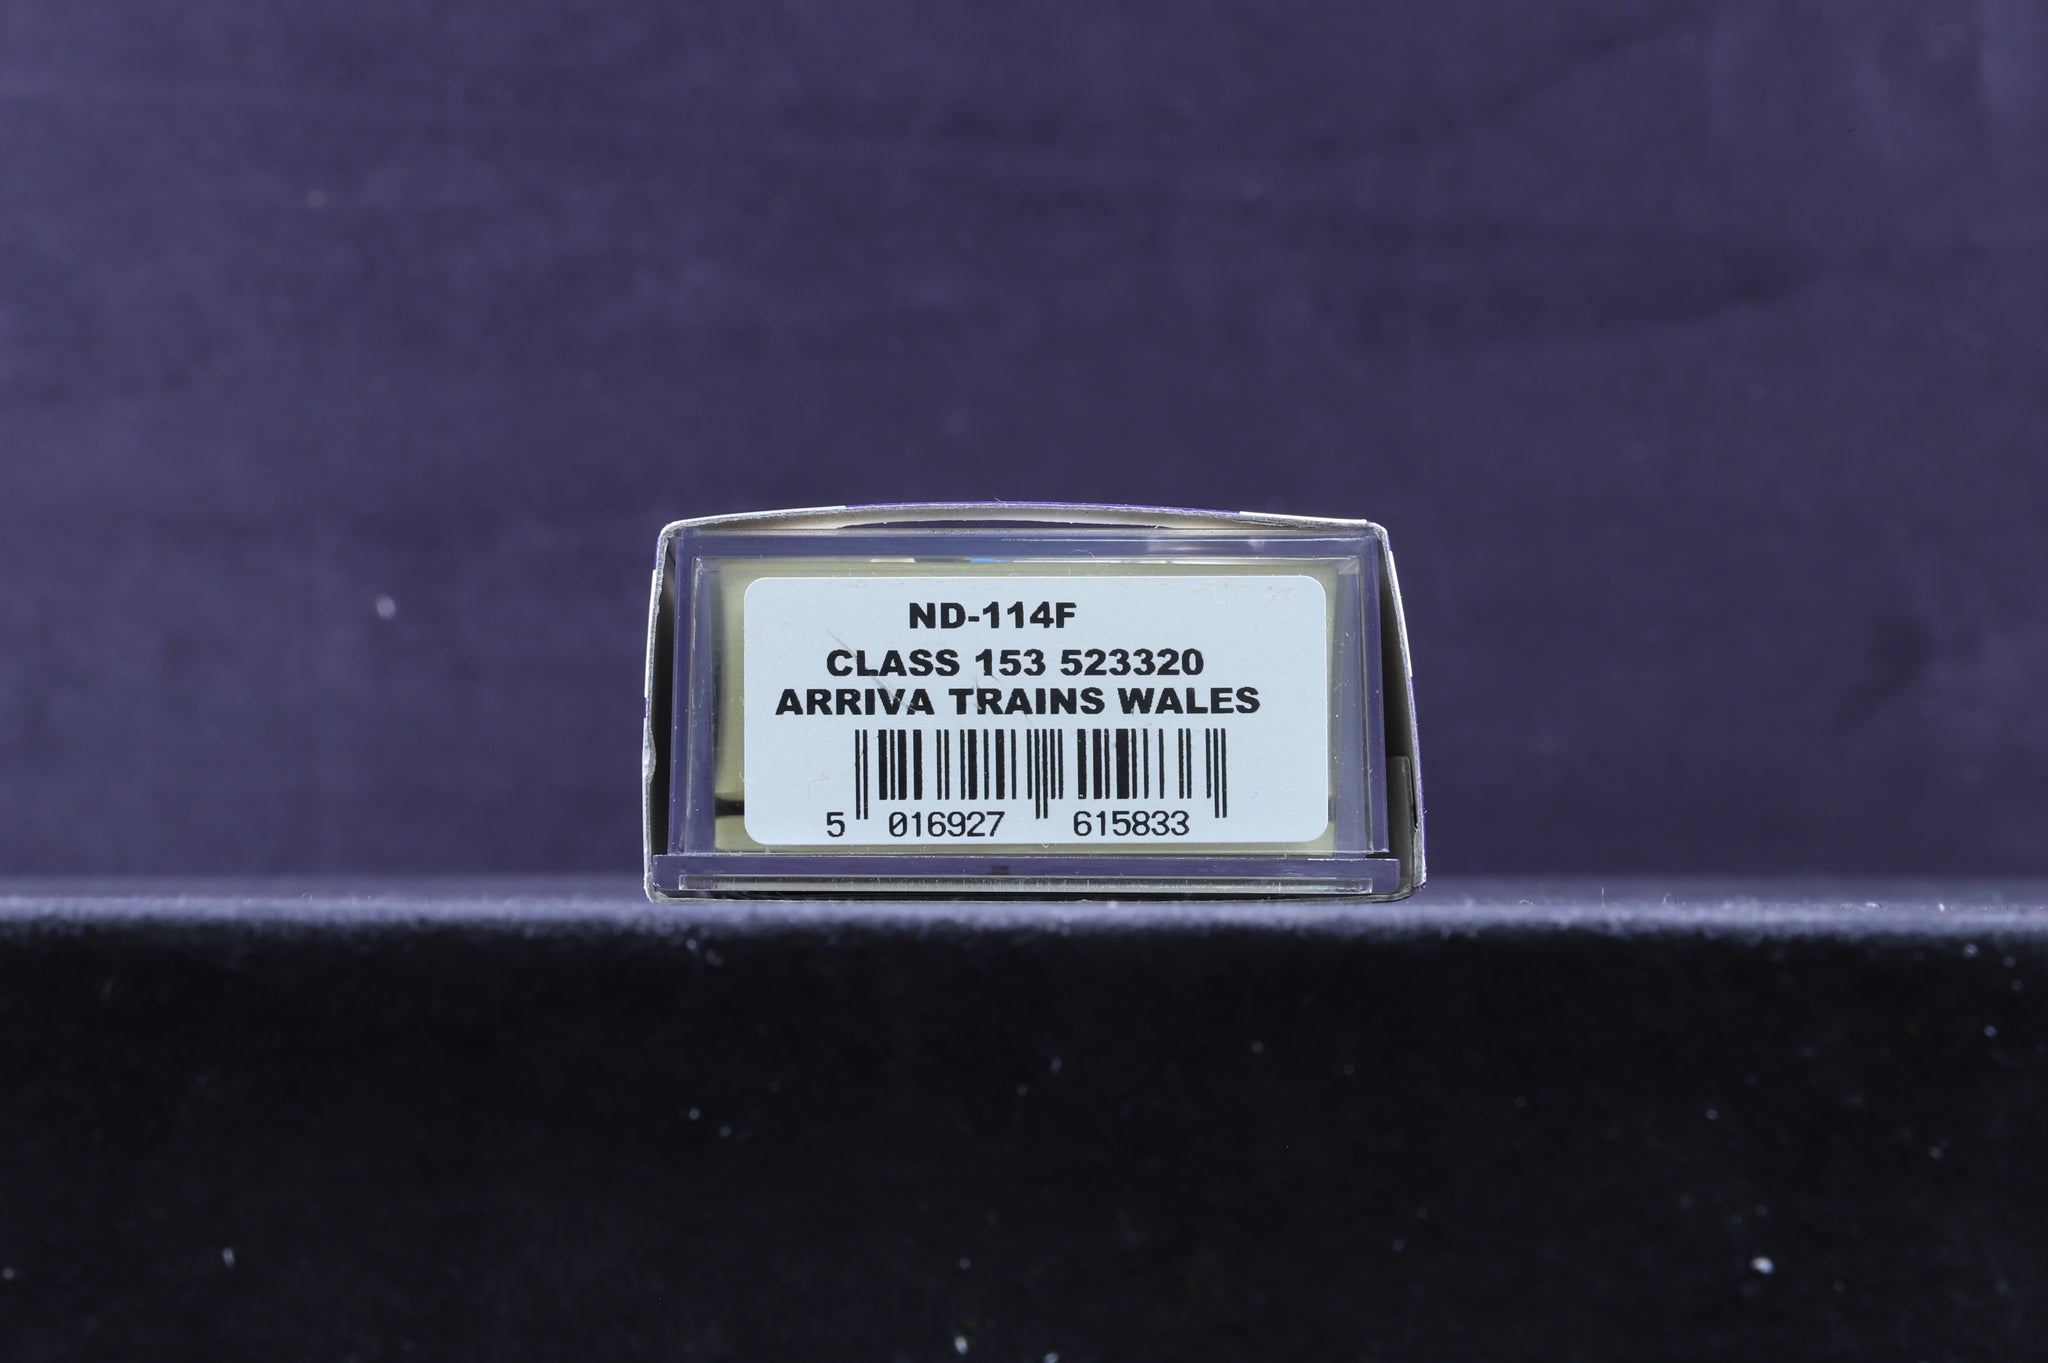 ND-114F
CLASS 153 523320
ARRIVA TRAINS WALES
5 016927 615833